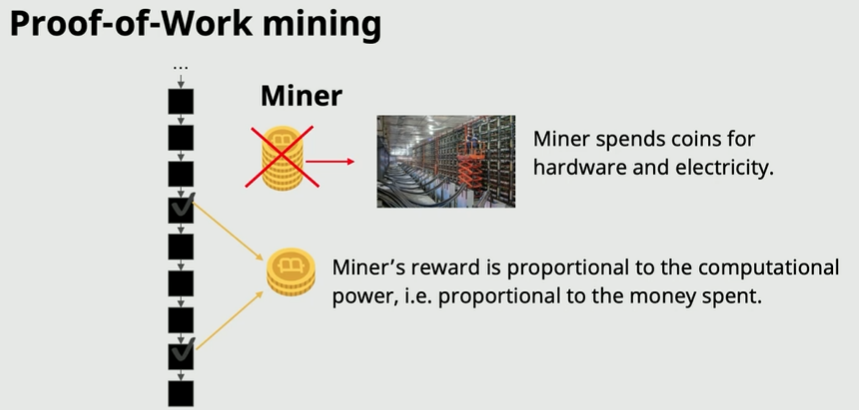 Proof-of-Work mining
...
Miner
Miner spends coins for
hardware and electricity.
Miner's reward is proportional to the computational
power, i.e. proportional to the money spent.